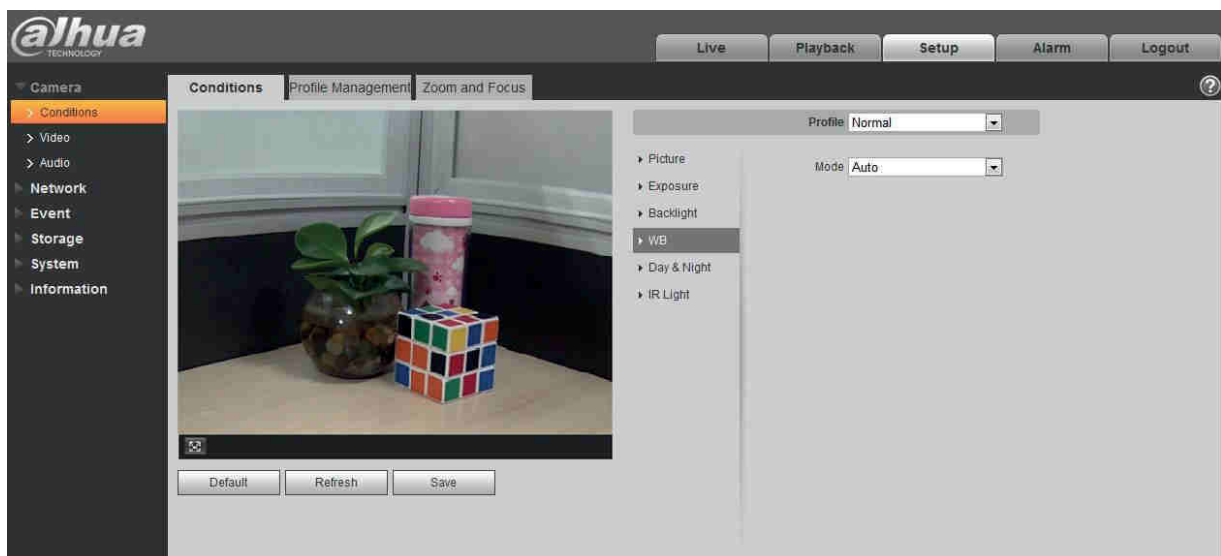 alhua
TECHNOLOGY
Live
Playback
Setup
Alarm
Logout
Camera
Conditions
Video
Audio
Network
Event
Storage
System
Information
Conditions
Profile Management
Zoom and Focus
?
Profile Normal
Picture
Exposure
Backlight
WB
Day & Night
IR Light
Mode Auto
Default
Refresh
Save